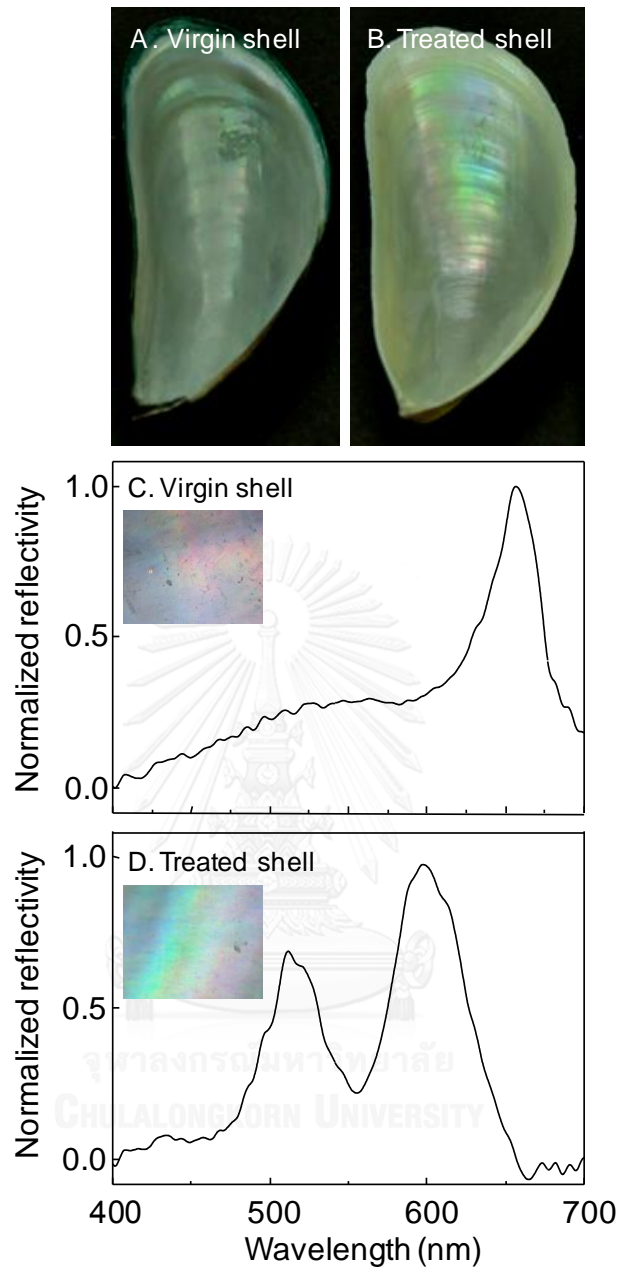 A. Virgin shell
B. Treated shell
C. Virgin shell
Normalized reflectivity
1.0
0.5
0.0
D. Treated shell
Normalized reflectivity
1.0
0.5
0.0
จุฬาลงกรณ์มหาวิทยาลัย
CHULALONGKORN UNIVERSITY
400
500
600
700
Wavelength (nm)